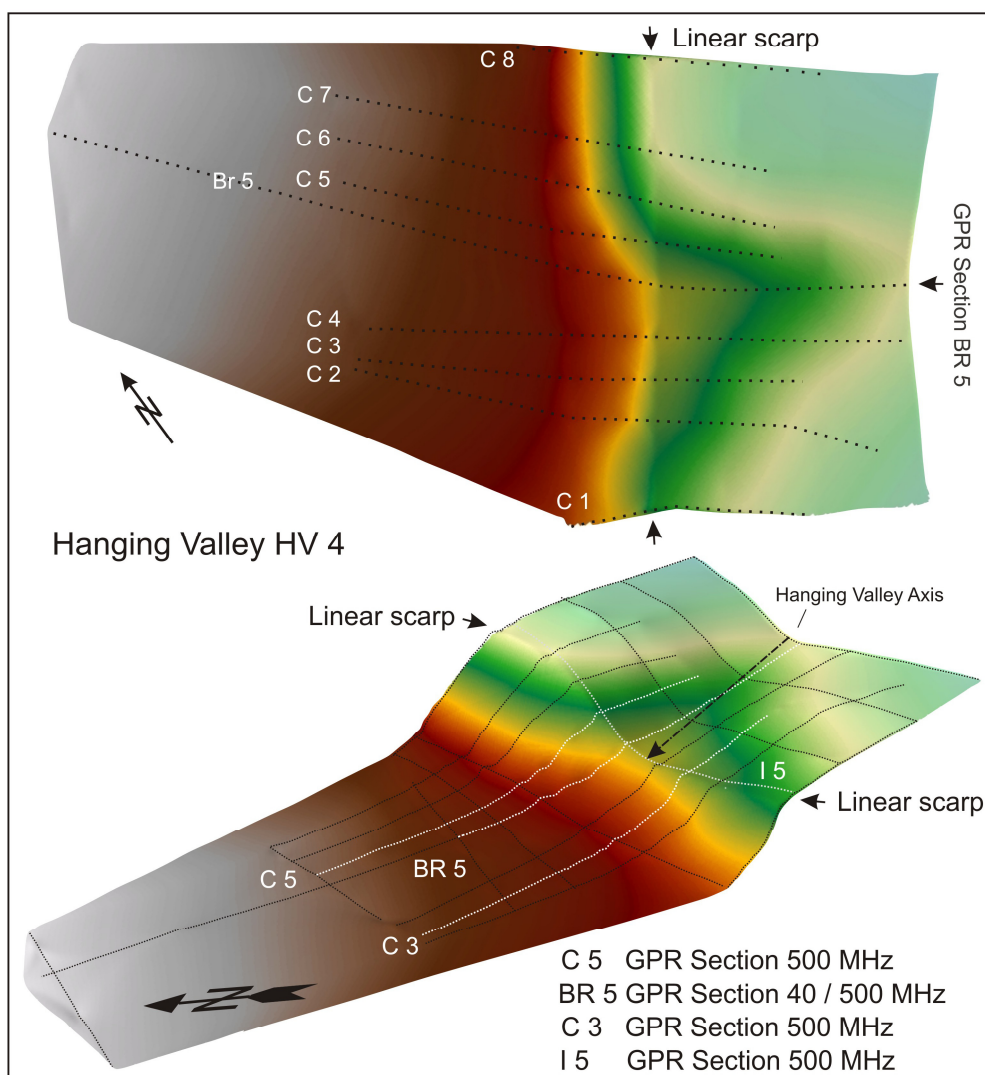 Linear scarp
C 8
C 7
C 6
C 5
Br 5
GPR Section BR 5
C 4
C 3
C 2
N
C 1
Hanging Valley HV 4
Hanging Valley Axis
Linear scarp
I 5
Linear scarp
BR 5
C 5
C 3
N
C 5 GPR Section 500 MHz
BR 5 GPR Section 40 / 500 MHz
C 3 GPR Section 500 MHz
I 5 GPR Section 500 MHz